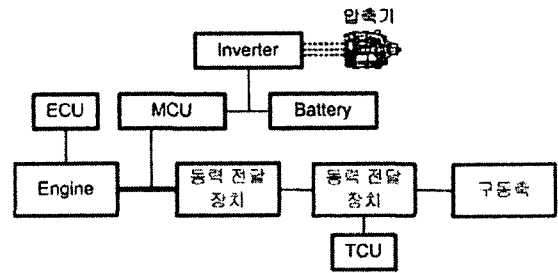 압축기
Inverter
ECU
MCU
Battery
Engine
동력 전달
장치
동력 전달
장치
구동축
TCU